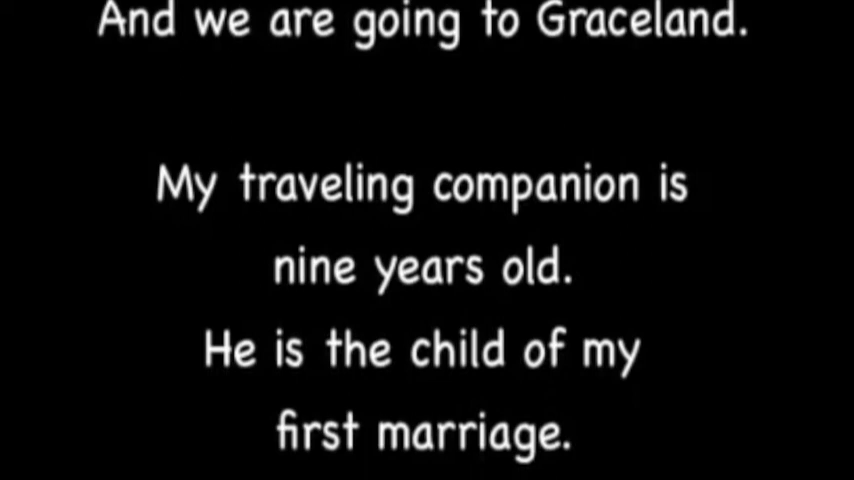 And we are going to Graceland.
My traveling companion is
nine years old.
He is the child of my
first marriage.